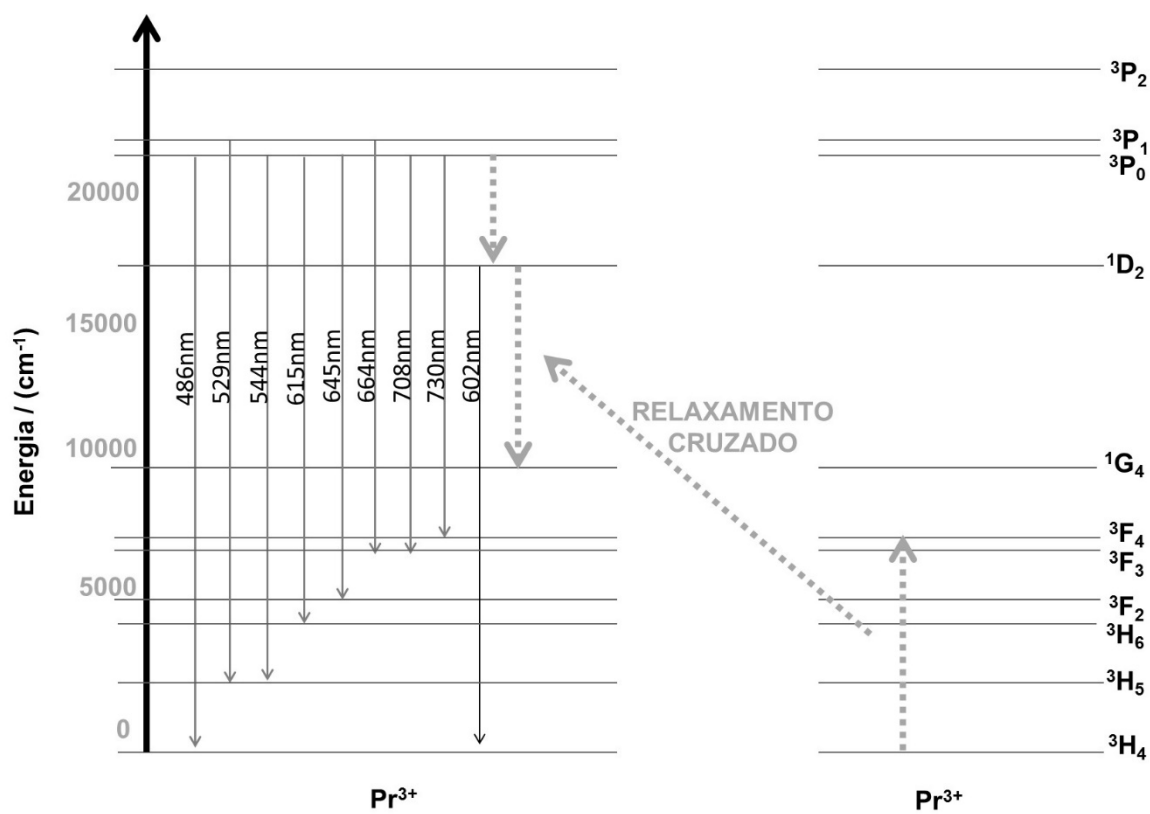 Energia / (cm⁻¹)
20000
15000
10000
5000
0
486nm
529nm
544nm
615nm
645nm
664nm
708nm
730nm
602nm
RELAXAMENTO
CRUZADO
³P₂
³P₁
³P₀
¹D₂
¹G₄
³F₄
³F₃
³F₂
³H₆
³H₅
³H₄
Pr³⁺
Pr³⁺